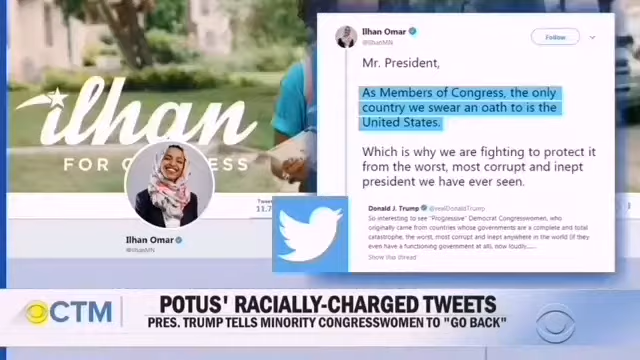 Ilhan Omar
@IlhanMN
Follow
Mr. President,
As Members of Congress, the only
country we swear an oath to is the
United States.
Which is why we are fighting to protect it
from the worst, most corrupt and inept
president we have ever seen.
Donald J. Trump @realDonaldTrump
So interesting to see "Progressive" Democrat Congresswomen, who
originally came from countries whose governments are a complete and total
catastrophe, the worst, most corrupt and inept anywhere in the world (if they
even have a functioning government at all), now loudly......
Show this thread
ilhan
FOR CONGRESS
Ilhan Omar
@IlhanMN
CTM
POTUS' RACIALLY-CHARGED TWEETS
PRES. TRUMP TELLS MINORITY CONGRESSWOMEN TO "GO BACK"